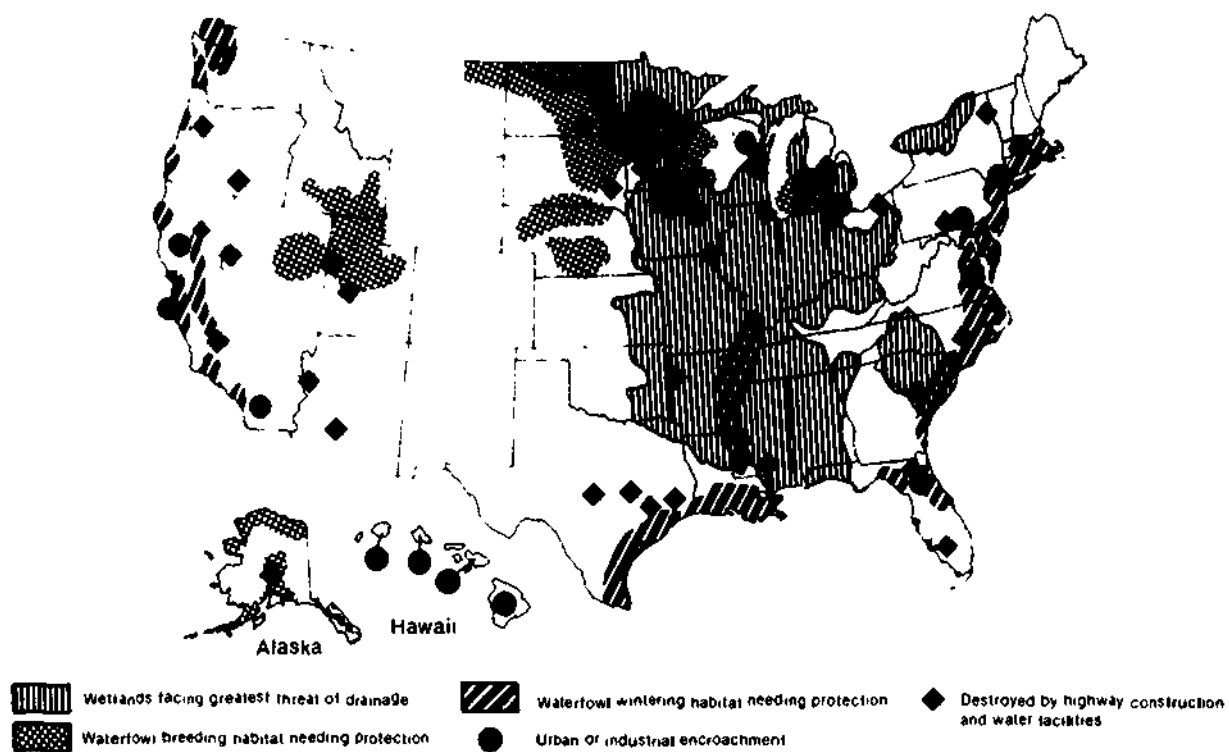 Alaska
Hawaii
Wetlands facing greatest threat of drainage
Waterfowl breeding habitat needing protection
Waterfowl wintering habitat needing protection
Urban or industrial encroachment
Destroyed by highway construction
and water facilities